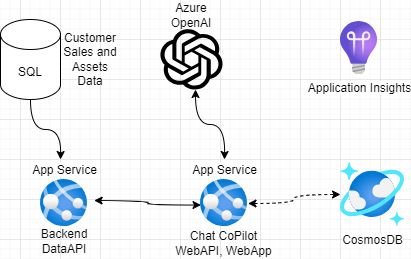 Azure
OpenAI
Customer
Sales and
Assets
Data
SQL
Application Insights
App Service
App Service
Backend
DataAPI
Chat CoPilot
WebAPI, WebApp
CosmosDB